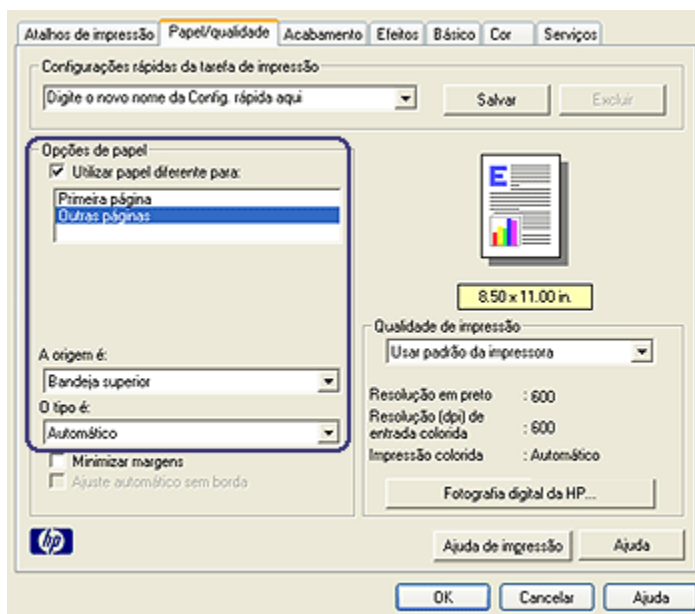 Atalhos de impressão Papel/qualidade Acabamento Efeitos Básico Cor Serviços
Configurações rápidas da tarefa de impressão
Digite o novo nome da Config. rápida aqui Salvar Excluir
Opções de papel
Utilizar papel diferente para:
Primeira página
Outras páginas
E
8.50 x 11.00 in.
Qualidade de impressão
Usar padrão da impressora
A origem é:
Bandeja superior
O tipo é:
Automático
Resolução em preto : 600
Resolução (dpi) de
entrada colorida : 600
Impressão colorida : Automático
Minimizar margens
Ajuste automático sem borda
Fotografia digital da HP...
hp
Ajuda de impressão Ajuda
OK Cancelar Ajuda